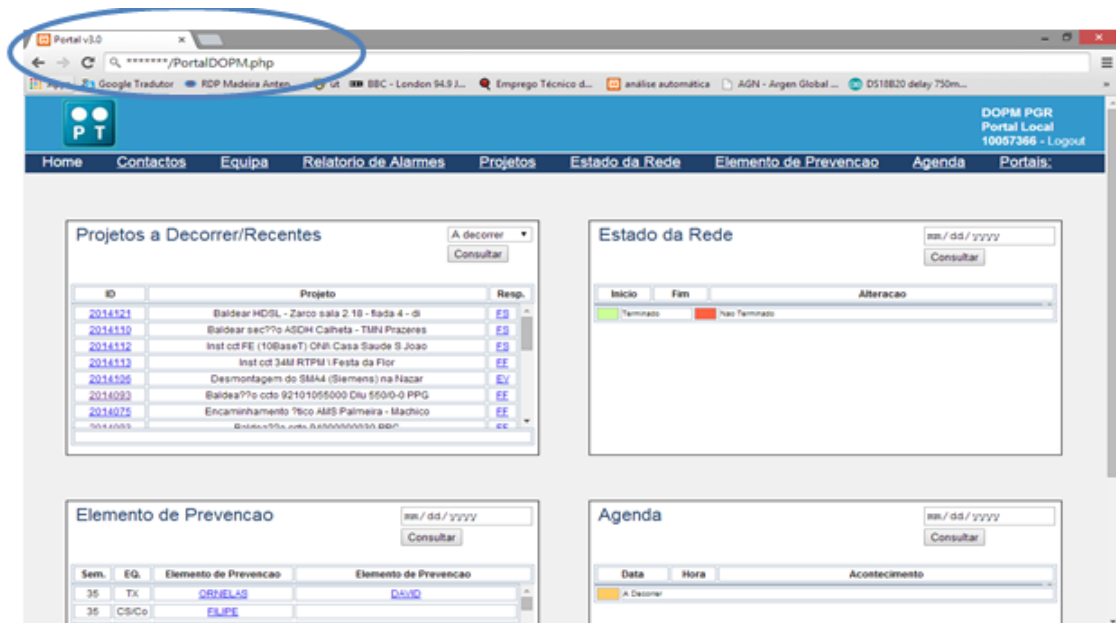 Portal v3.0
*******/PortalDOPM.php
Google Tradutor RDP Madeira Anten... ut BBC - London 94.9 J... Emprego Técnico d... análise automática AGN - Argen Global ... DS18B20 delay 750m...
PT
DOPM PGR
Portal Local
10057366 - Logout
Home Contactos Equipa Relatorio de Alarmes Projetos Estado da Rede Elemento de Prevencao Agenda Portais:
Projetos a Decorrer/Recentes A decorrer
Consultar
ID Projeto Resp.
2014121 Baldear HDSL - Zarco sala 2.18 - fiada 4 - di FS
2014110 Baldear sec??o ASDH Calheta - TMN Prazeres FS
2014112 Inst cct FE (10BaseT) ONI\ Casa Saude S Joao FS
2014113 Inst cct 34M RTPM \ Festa da Flor FF
2014106 Desmontagem do SMA4 (Siemens) na Nazar EV
2014093 Baldea??o ccto 92101055000 Diu 550/0-0 PPG FF
2014075 Encaminhamento ?tico AMS Palmeira - Machico FF
Estado da Rede mm/dd/yyyy
Consultar
Inicio Fim Alteracao
Terminado Nao Terminado
Elemento de Prevencao mm/dd/yyyy
Consultar
Sem. EQ. Elemento de Prevencao Elemento de Prevencao
35 TX ORNELAS DAVID
35 CS/Co FILIPE
Agenda mm/dd/yyyy
Consultar
Data Hora Acontecimento
A Decorrer